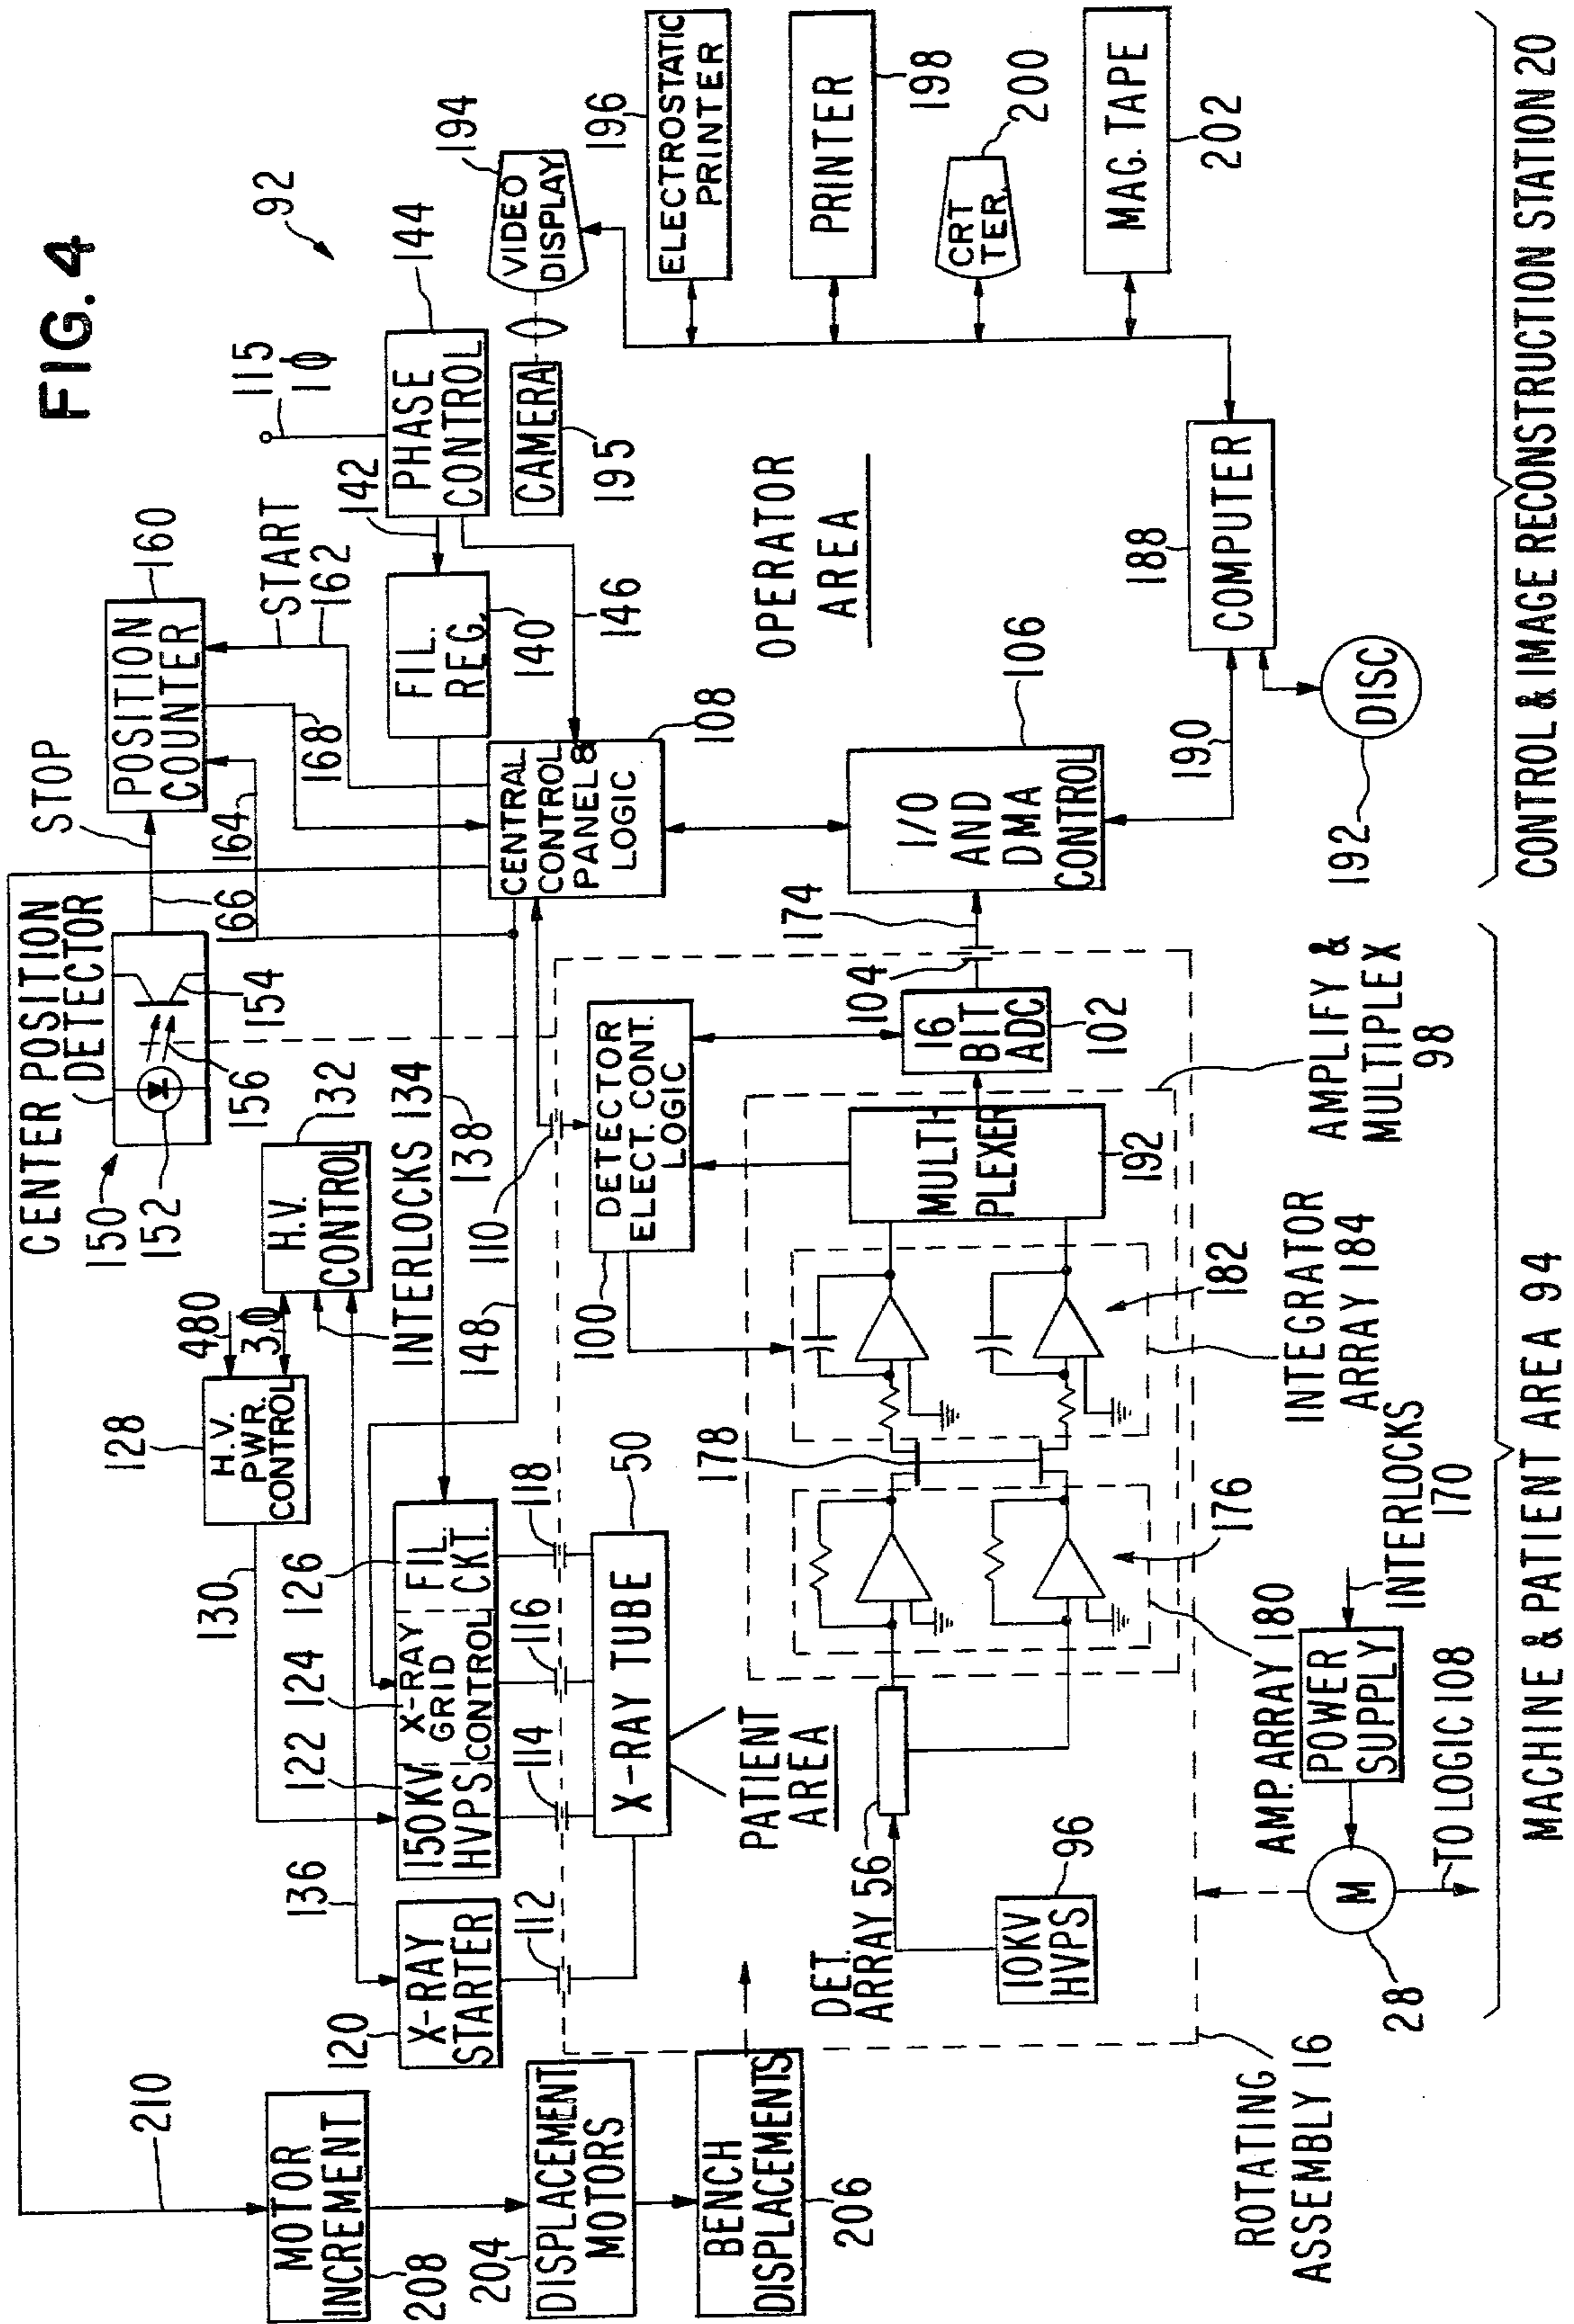 FIG. 4
92
CENTER POSITION
DETECTOR
150
152
156
154
STOP
166
164
168
POSITION
COUNTER
160
START
162
115
1ϕ
142
PHASE
CONTROL
144
FIL.
REG.
140
146
VIDEO
DISPLAY
194
CAMERA
195
ELECTROSTATIC
PRINTER
196
PRINTER
198
CRT
TER.
200
MAG. TAPE
202
OPERATOR
AREA
CENTRAL
CONTROL
PANEL &
LOGIC
108
I/O
AND
DMA
CONTROL
106
COMPUTER
188
190
DISC
192
CONTROL & IMAGE RECONSTRUCTION STATION 20
210
MOTOR
INCREMENT
208
DISPLACEMENT
MOTORS
204
BENCH
DISPLACEMENTS
206
H.V.
PWR.
CONTROL
128
480
3ϕ
H.V.
CONTROL
132
INTERLOCKS 134
138
148
130
136
X-RAY
STARTER
120
150KV
HVPS
122
X-RAY
GRID
CONTROL
124
FIL.
CKT.
126
112
114
116
118
110
X-RAY TUBE
50
PATIENT
AREA
DETECTOR
ELECT. CONT.
LOGIC
100
16
BIT
ADC
102
104
174
MULTI
PLEXER
192
178
182
176
DET.
ARRAY 56
10KV
HVPS
96
AMPLIFY &
MULTIPLEX
98
INTEGRATOR
ARRAY 184
AMP. ARRAY 180
INTERLOCKS
170
POWER
SUPPLY
M
28
TO LOGIC 108
ROTATING
ASSEMBLY 16
MACHINE & PATIENT AREA 94